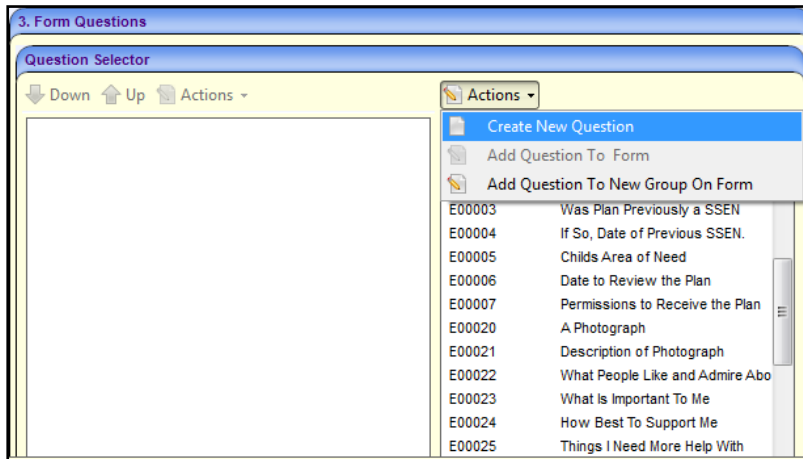 3. Form Questions
Question Selector
Down Up Actions
Actions
Create New Question
Add Question To Form
Add Question To New Group On Form
E00003 Was Plan Previously a SSEN
E00004 If So, Date of Previous SSEN.
E00005 Childs Area of Need
E00006 Date to Review the Plan
E00007 Permissions to Receive the Plan
E00020 A Photograph
E00021 Description of Photograph
E00022 What People Like and Admire Abo
E00023 What Is Important To Me
E00024 How Best To Support Me
E00025 Things I Need More Help With